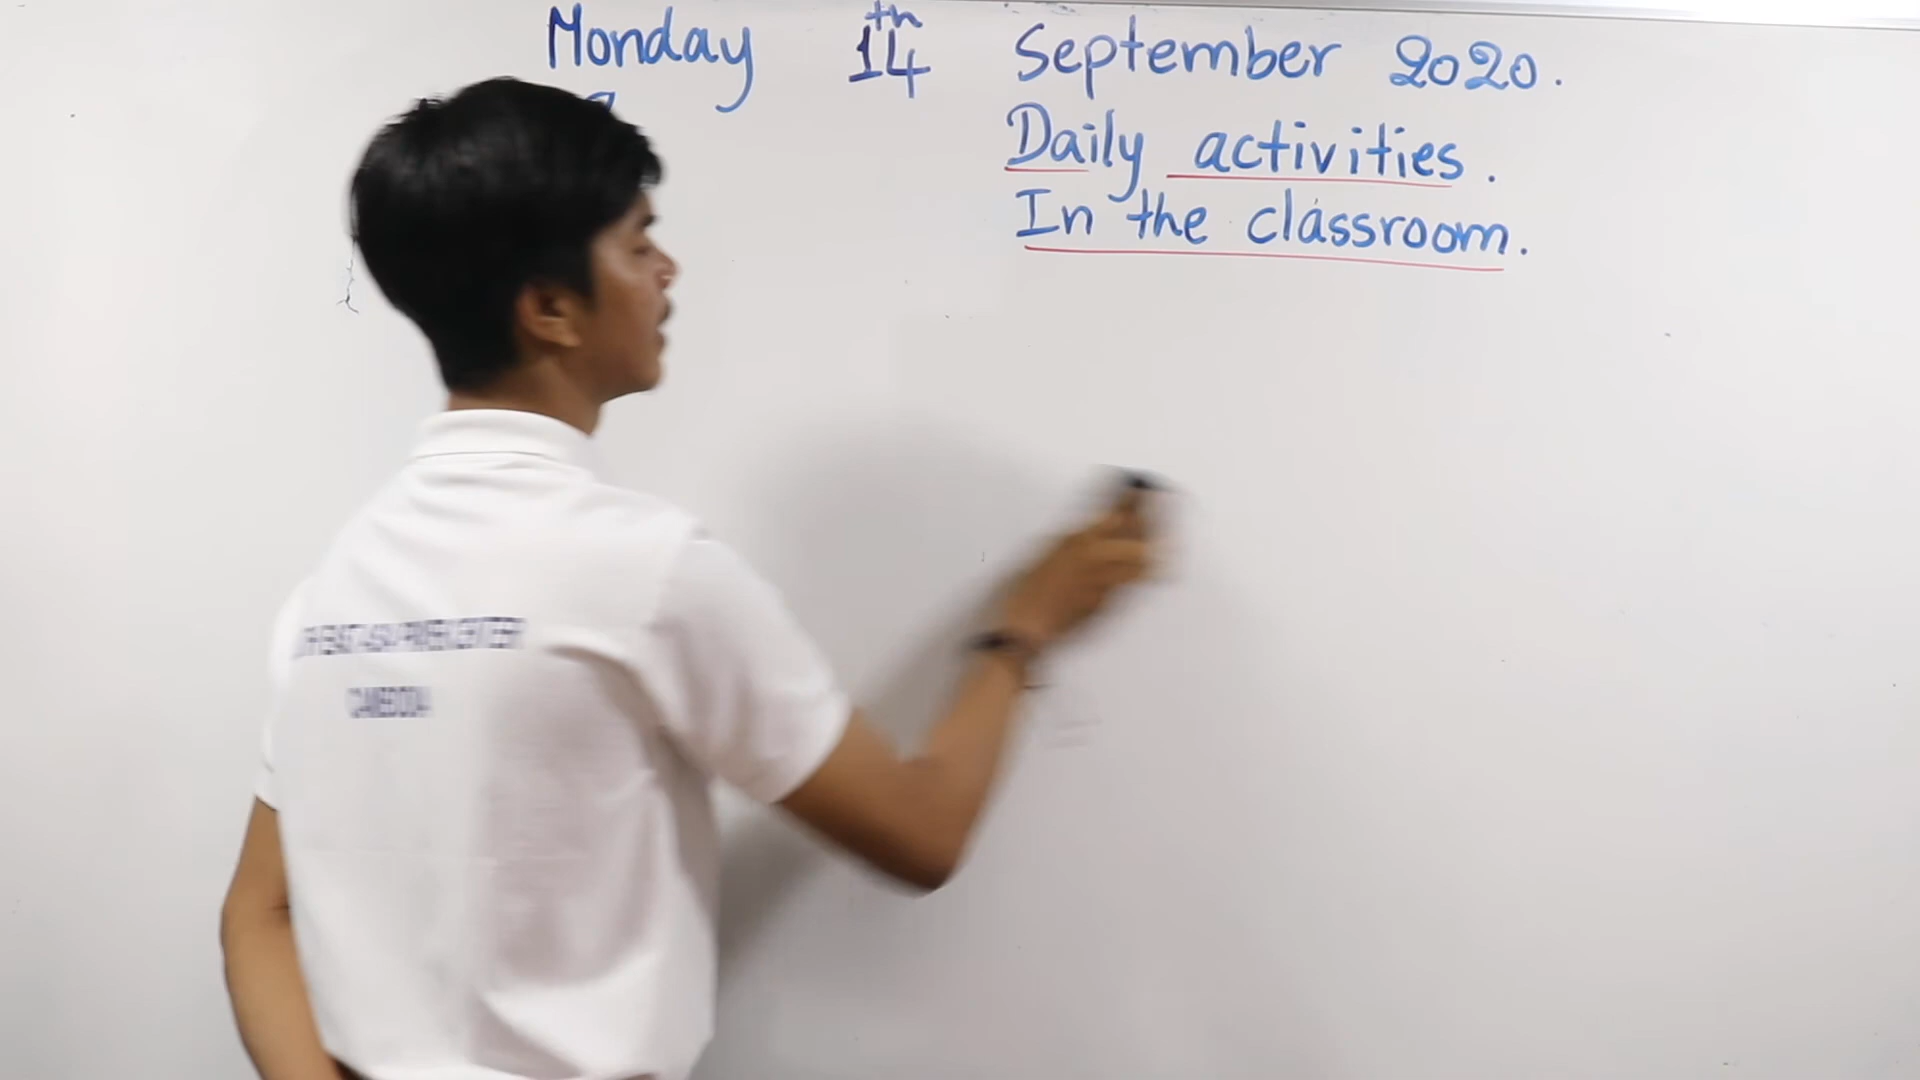 Monday 14th September 2020.
Daily activities.
In the classroom.